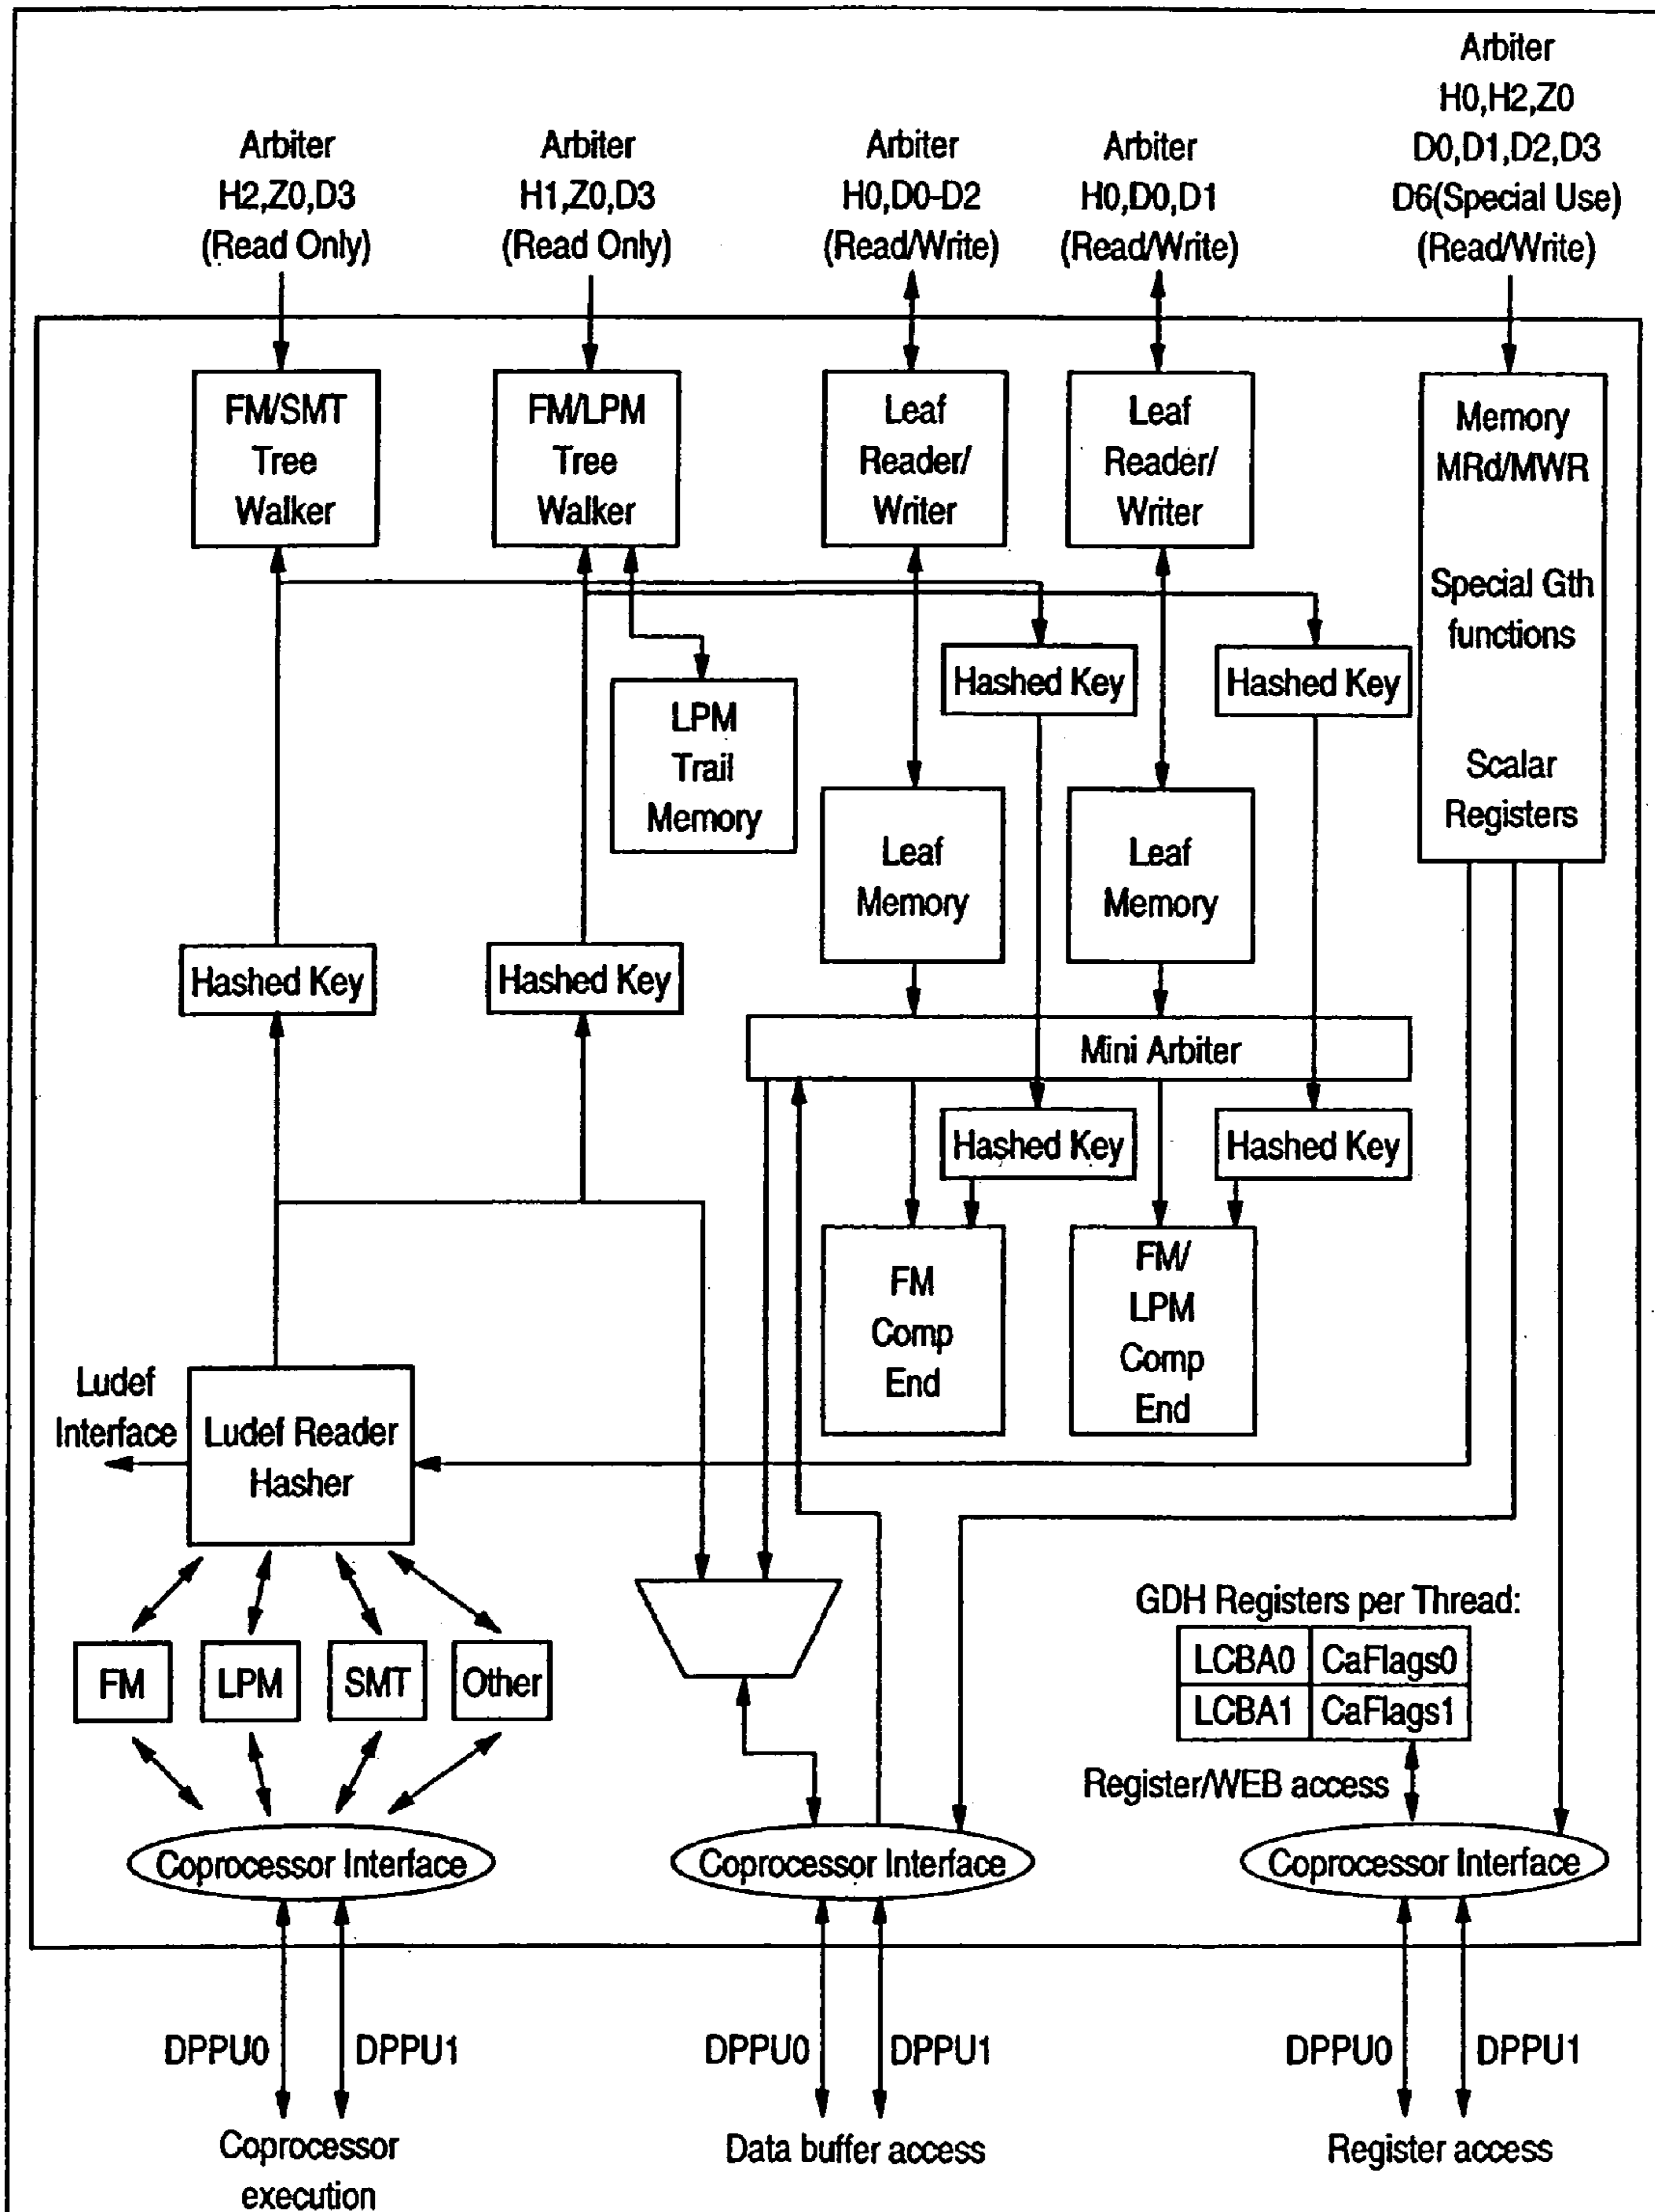 Arbiter
H2,Z0,D3
(Read Only)
Arbiter
H1,Z0,D3
(Read Only)
Arbiter
H0,D0-D2
(Read/Write)
Arbiter
H0,D0,D1
(Read/Write)
Arbiter
H0,H2,Z0
D0,D1,D2,D3
D6(Special Use)
(Read/Write)
FM/SMT
Tree
Walker
FM/LPM
Tree
Walker
Leaf
Reader/
Writer
Leaf
Reader/
Writer
Memory
MRd/MWR
Special Gth
functions
Scalar
Registers
Hashed Key
Hashed Key
LPM
Trail
Memory
Leaf
Memory
Leaf
Memory
Hashed Key
Hashed Key
Mini Arbiter
Hashed Key
Hashed Key
FM
Comp
End
FM/
LPM
Comp
End
Ludef
Interface
Ludef Reader
Hasher
FM
LPM
SMT
Other
GDH Registers per Thread:
LCBA0
CaFlags0
LCBA1
CaFlags1
Register/WEB access
Coprocessor Interface
Coprocessor Interface
Coprocessor Interface
DPPU0
DPPU1
DPPU0
DPPU1
DPPU0
DPPU1
Coprocessor
execution
Data buffer access
Register access